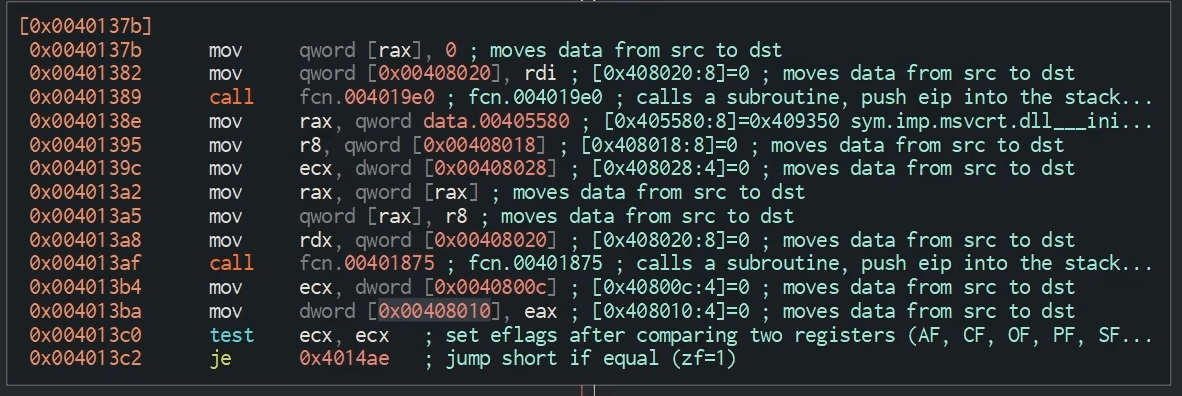 [0x0040137b]
0x0040137b mov qword [rax], 0 ; moves data from src to dst
0x00401382 mov qword [0x00408020], rdi ; [0x408020:8]=0 ; moves data from src to dst
0x00401389 call fcn.004019e0 ; fcn.004019e0 ; calls a subroutine, push eip into the stack...
0x0040138e mov rax, qword data.00405580 ; [0x405580:8]=0x409350 sym.imp.msvcrt.dll___ini...
0x00401395 mov r8, qword [0x00408018] ; [0x408018:8]=0 ; moves data from src to dst
0x0040139c mov ecx, dword [0x00408028] ; [0x408028:4]=0 ; moves data from src to dst
0x004013a2 mov rax, qword [rax] ; moves data from src to dst
0x004013a5 mov qword [rax], r8 ; moves data from src to dst
0x004013a8 mov rdx, qword [0x00408020] ; [0x408020:8]=0 ; moves data from src to dst
0x004013af call fcn.00401875 ; fcn.00401875 ; calls a subroutine, push eip into the stack...
0x004013b4 mov ecx, dword [0x0040800c] ; [0x40800c:4]=0 ; moves data from src to dst
0x004013ba mov dword [0x00408010], eax ; [0x408010:4]=0 ; moves data from src to dst
0x004013c0 test ecx, ecx ; set eflags after comparing two registers (AF, CF, OF, PF, SF...
0x004013c2 je 0x4014ae ; jump short if equal (zf=1)